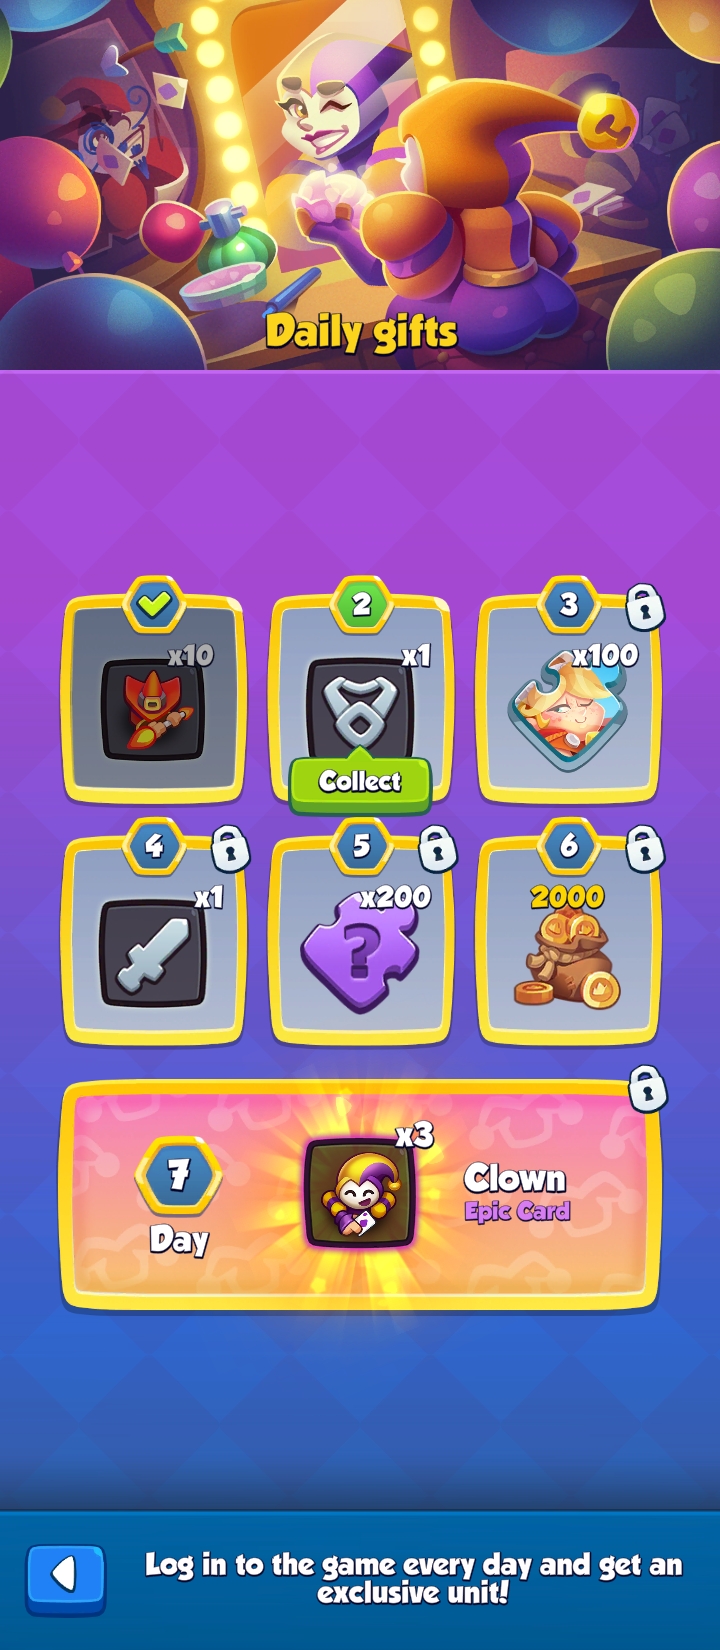 Daily gifts
x10
2
x1
Collect
3
x100
4
x1
5
x200
?
6
2000
7
Day
x3
Clown
Epic Card
Log in to the game every day and get an
exclusive unit!